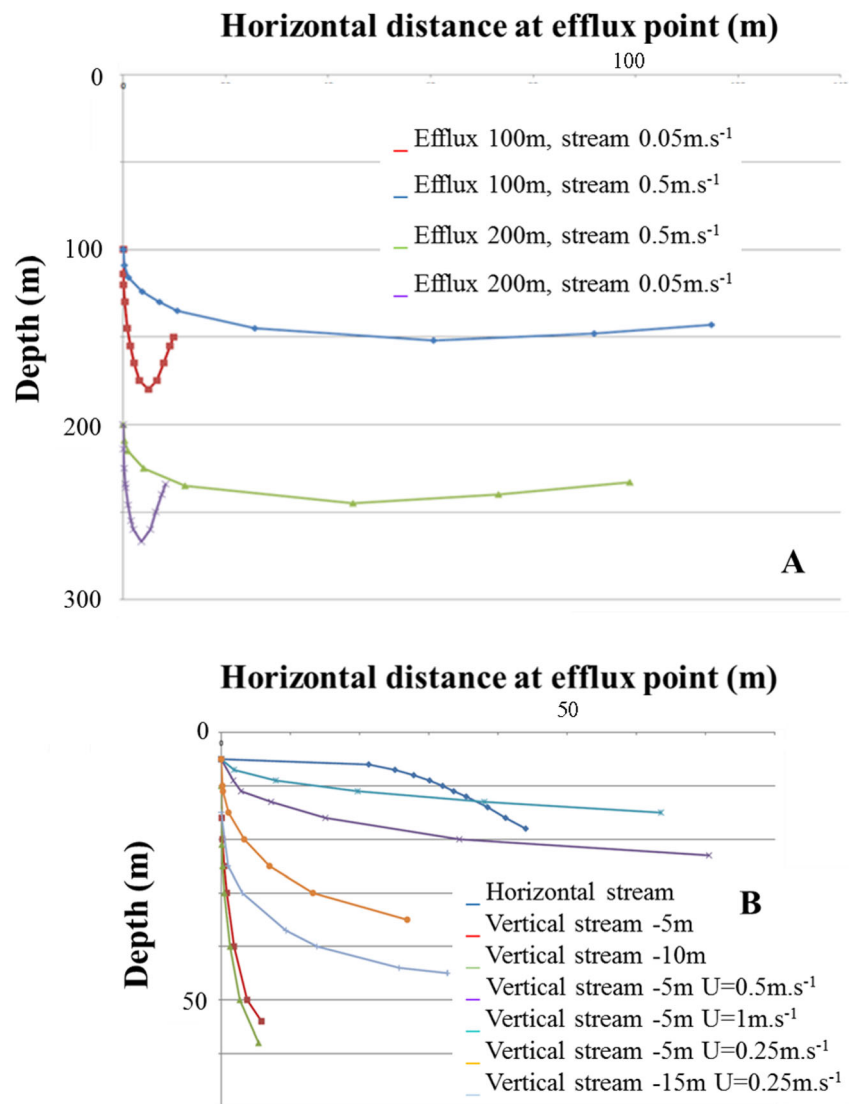 Horizontal distance at efflux point (m)
0
100
0
Efflux 100m, stream 0.05m.s⁻¹
Efflux 100m, stream 0.5m.s⁻¹
Efflux 200m, stream 0.5m.s⁻¹
Efflux 200m, stream 0.05m.s⁻¹
100
Depth (m)
200
A
300
Horizontal distance at efflux point (m)
0
50
0
Depth (m)
B
Horizontal stream
Vertical stream -5m
Vertical stream -10m
Vertical stream -5m U=0.5m.s⁻¹
Vertical stream -5m U=1m.s⁻¹
Vertical stream -5m U=0.25m.s⁻¹
Vertical stream -15m U=0.25m.s⁻¹
50